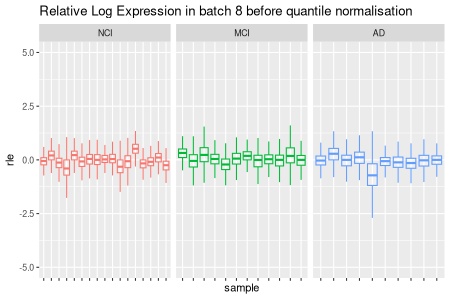 Relative Log Expression in batch 8 before quantile normalisation
NCI MCI AD
5.0
2.5
0.0
-2.5
-5.0
rle
sample